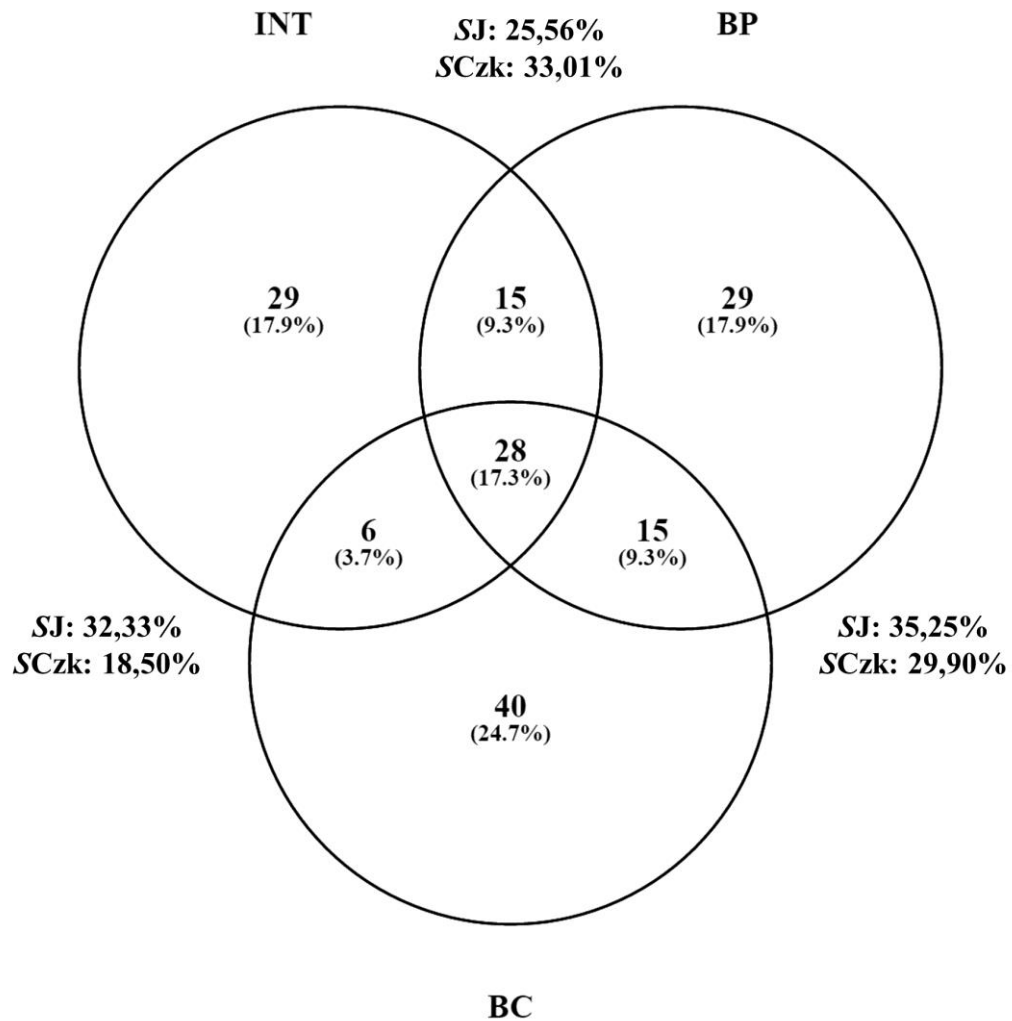 INT
SJ: 25,56%
SCzk: 33,01%
BP
29
(17.9%)
15
(9.3%)
29
(17.9%)
28
(17.3%)
6
(3.7%)
15
(9.3%)
SJ: 32,33%
SCzk: 18,50%
SJ: 35,25%
SCzk: 29,90%
40
(24.7%)
BC